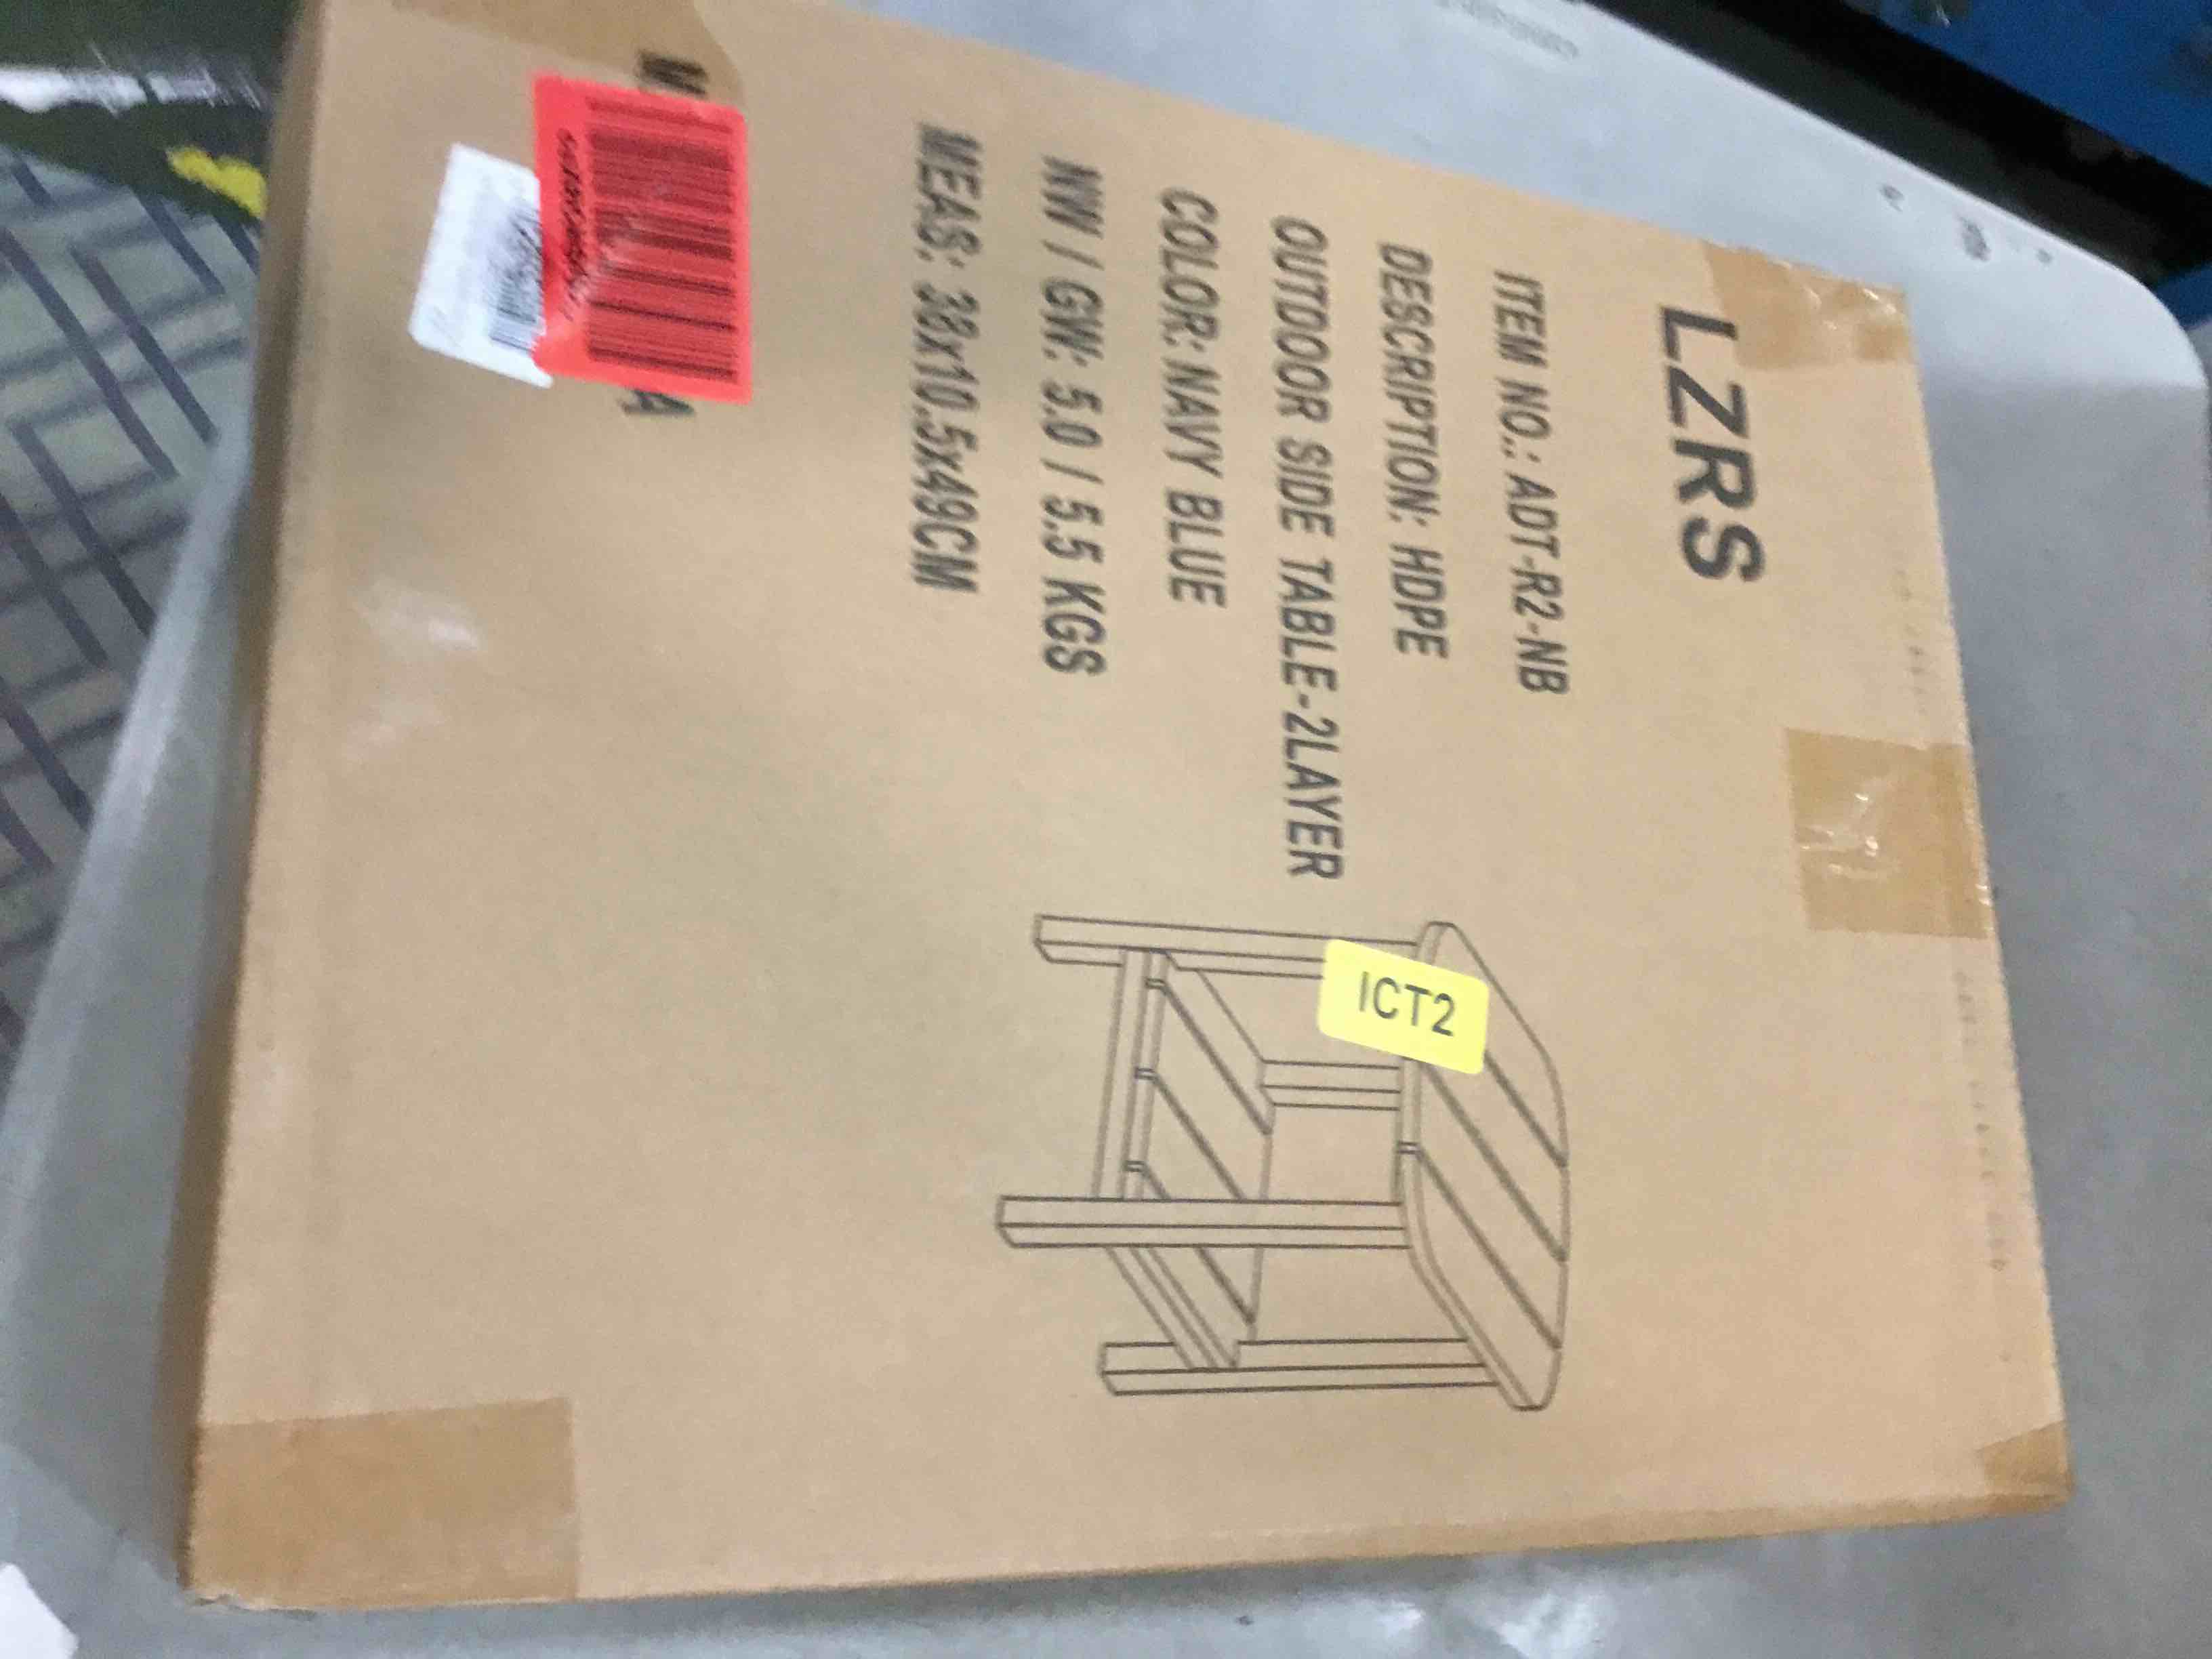 LZRS
ITEM NO.: ADT-R2-NB
DESCRIPTION: HDPE
OUTDOOR SIDE TABLE-2LAYER
COLOR: NAVY BLUE
NW / GW: 5.0 / 5.5 KGS
MEAS: 38x10.5x49CM
ICT2